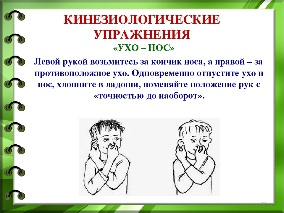 КИНЕЗИОЛОГИЧЕСКИЕ
УПРАЖНЕНИЯ
«УХО – НОС»
Левой рукой возьмитесь за кончик носа, а правой – за
противоположное ухо. Одновременно отпустите ухо и
нос, хлопните в ладоши, поменяйте положение рук с
«точностью до наоборот».